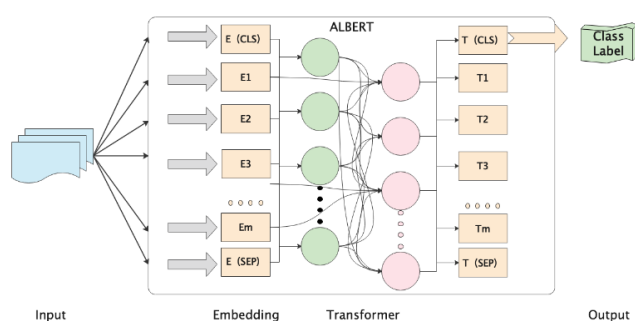 ALBERT
E (CLS)
T (CLS)
Class
Label
E1
T1
E2
T2
E3
T3
Em
Tm
E (SEP)
T (SEP)
Input
Embedding
Transformer
Output